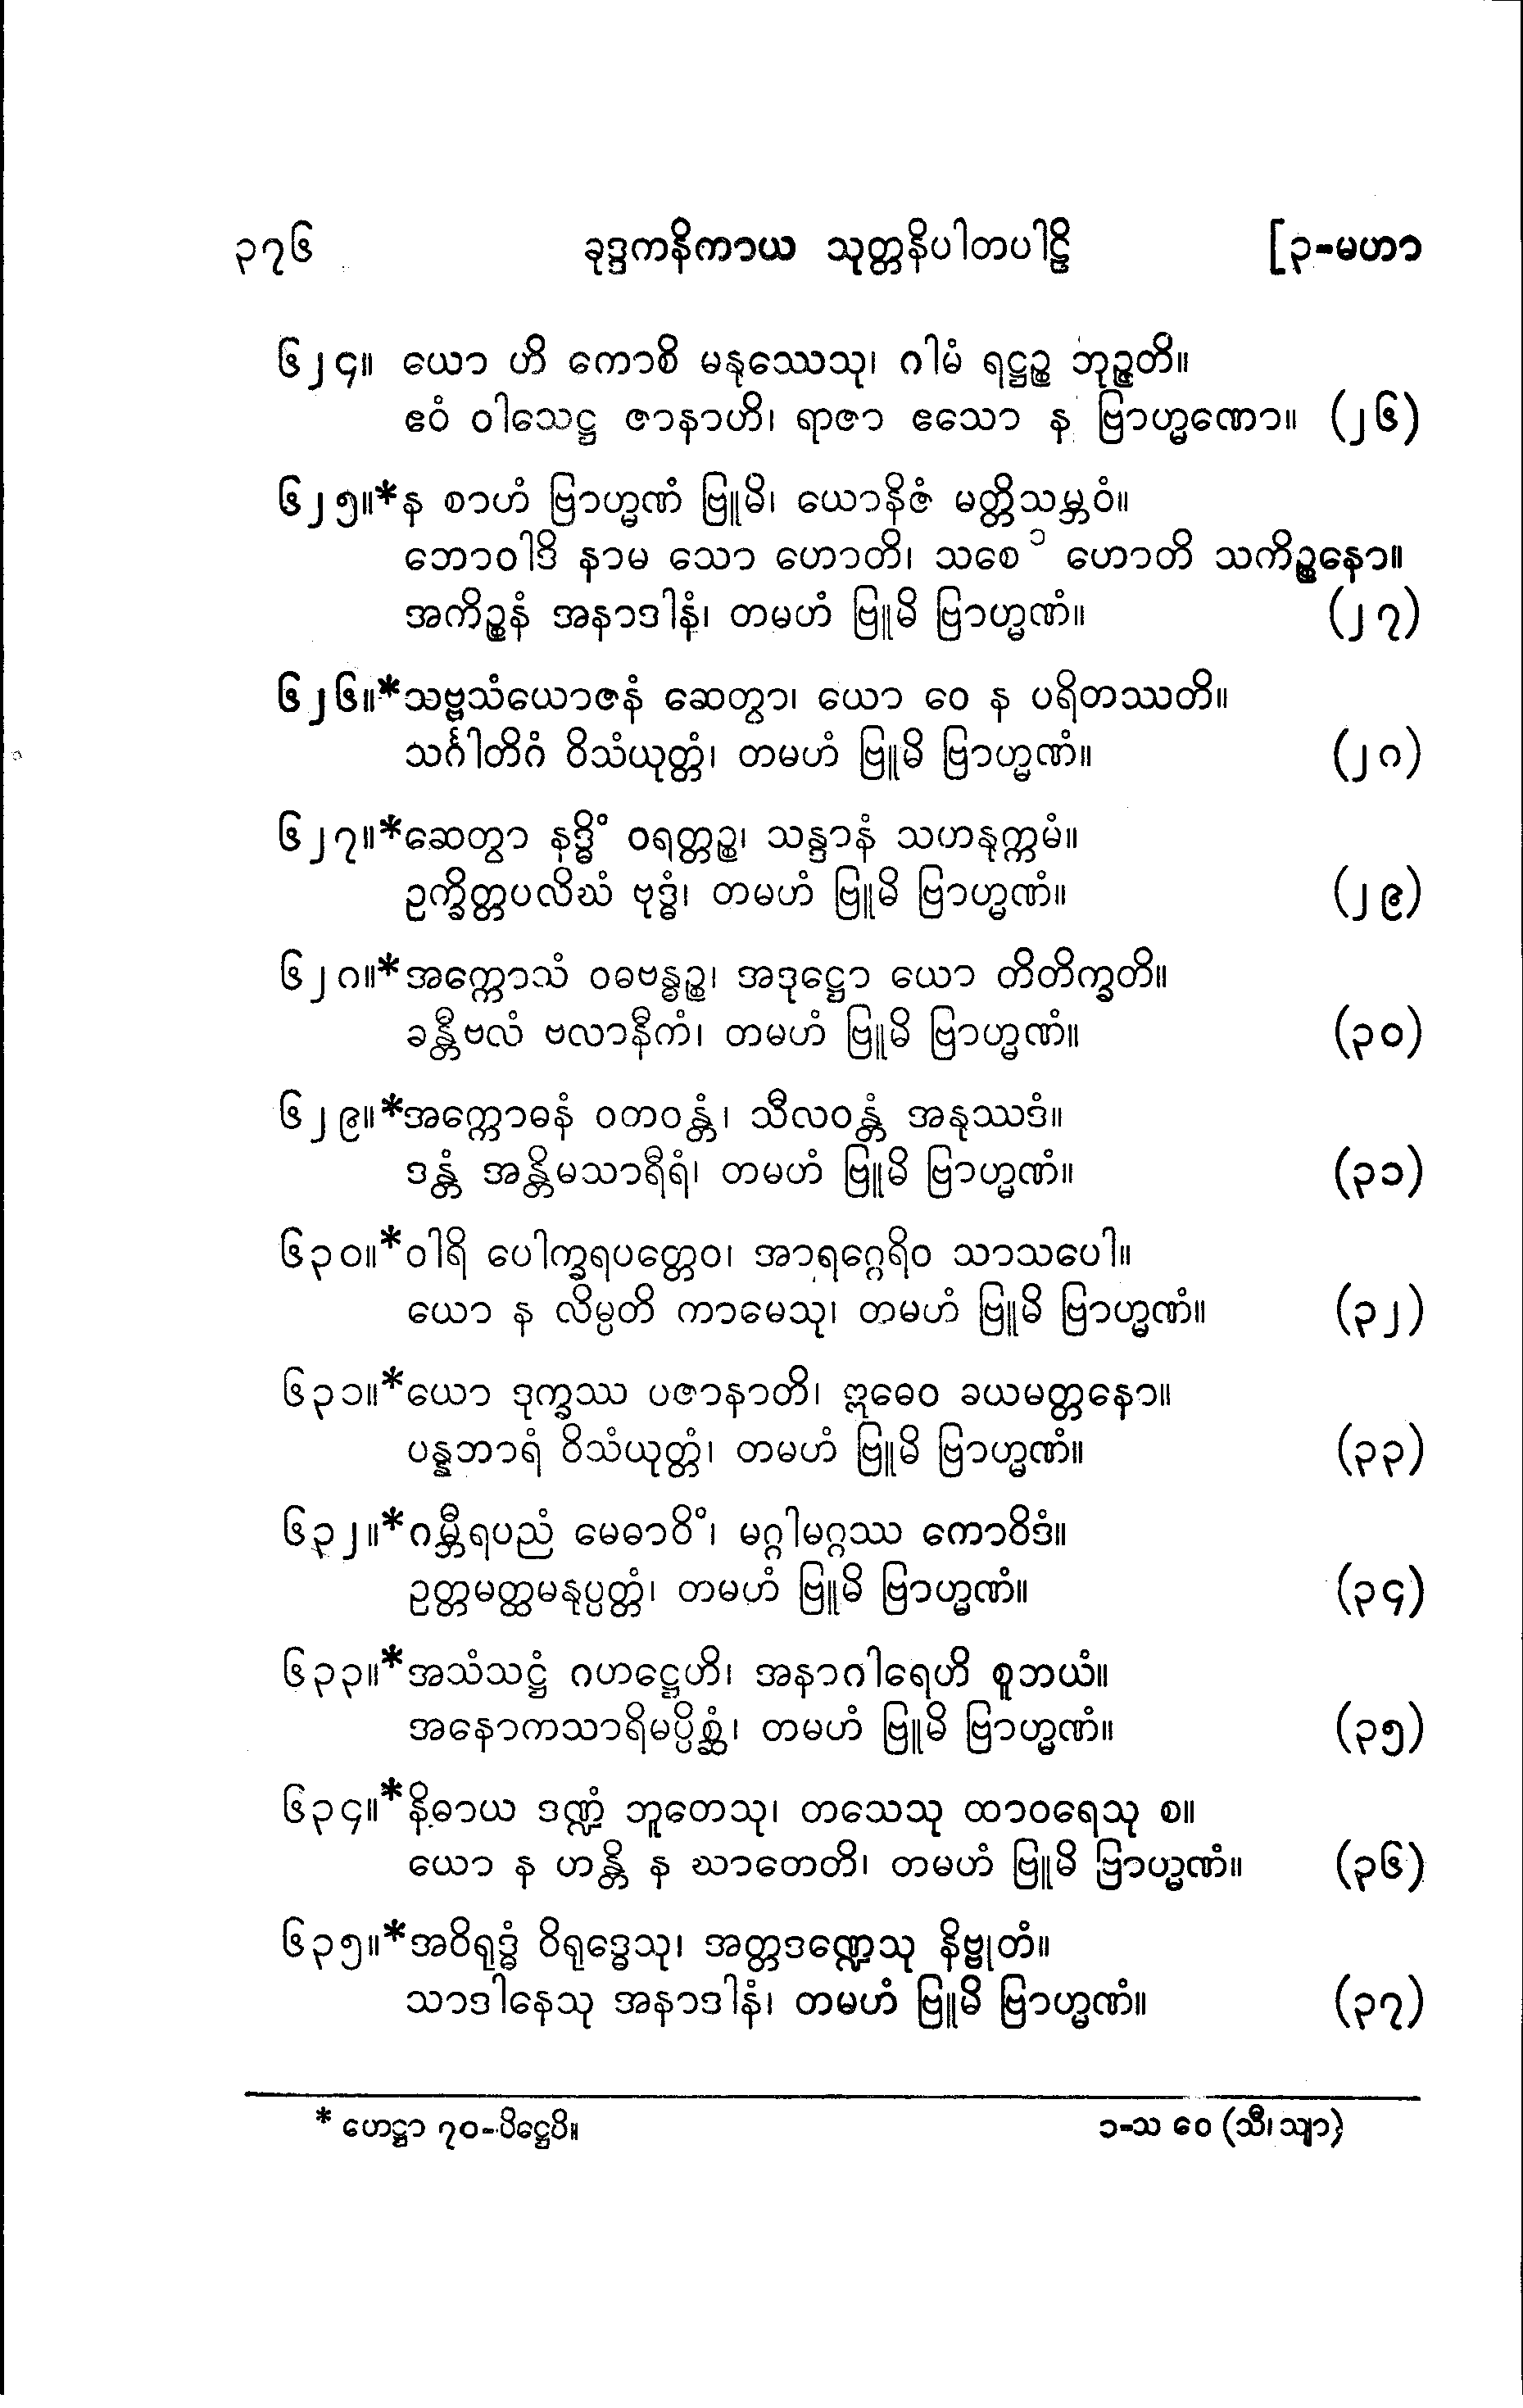 ၃၇၆ ခုဒ္ဒကနိကာယ သုတ္တနိပါတပါဠိ [၃-မဟာ
၆၂၄။ ယော ဟိ ကောစိ မနုဿေသု၊ ဂါမံ ရဋ္ဌဉ္စ ဘုဉ္ဇတိ။
ဧဝံ ဝါသေဋ္ဌ ဇာနာဟိ၊ ရာဇာ ဧသော န ဗြာဟ္မဏော။ (၂၆)
၆၂၅။*န စာဟံ ဗြာဟ္မဏံ ဗြူမိ၊ ယောနိဇံ မတ္တိသမ္ဘဝံ။
ဘောဝါဒိ နာမ သော ဟောတိ၊ သစေ ၁ ဟောတိ သကိဉ္စနော။
အကိဉ္စနံ အနာဒါနံ၊ တမဟံ ဗြူမိ ဗြာဟ္မဏံ။ (၂၇)
၆၂၆။*သဗ္ဗသံယောဇနံ ဆေတွာ၊ ယော ဝေ န ပရိတဿတိ။
သင်္ဂါတိဂံ ဝိသံယုတ္တံ၊ တမဟံ ဗြူမိ ဗြာဟ္မဏံ။ (၂၈)
၆၂၇။*ဆေတွာ နဒ္ဓိံ ဝရတ္တဉ္စ၊ သန္ဒာနံ သဟနုက္ကမံ။
ဥက္ခိတ္တပလိဃံ ဗုဒ္ဓံ၊ တမဟံ ဗြူမိ ဗြာဟ္မဏံ။ (၂၉)
၆၂၈။*အက္ကောသံ ဝဓဗန္ဓဉ္စ၊ အဒုဋ္ဌော ယော တိတိက္ခတိ။
ခန္တီဗလံ ဗလာနီကံ၊ တမဟံ ဗြူမိ ဗြာဟ္မဏံ။ (၃၀)
၆၂၉။*အက္ကောဓနံ ဝတဝန္တံ၊ သီလဝန္တံ အနုဿဒံ။
ဒန္တံ အန္တိမသာရီရံ၊ တမဟံ ဗြူမိ ဗြာဟ္မဏံ။ (၃၁)
၆၃၀။*ဝါရိ ပေါက္ခရပတ္တေဝ၊ အာရဂ္ဂေရိဝ သာသပေါ။
ယော န လိမ္ပတိ ကာမေသု၊ တမဟံ ဗြူမိ ဗြာဟ္မဏံ။ (၃၂)
၆၃၁။*ယော ဒုက္ခဿ ပဇာနာတိ၊ ဣဓေဝ ခယမတ္တနော။
ပန္နဘာရံ ဝိသံယုတ္တံ၊ တမဟံ ဗြူမိ ဗြာဟ္မဏံ။ (၃၃)
၆၃၂။*ဂမ္ဘီရပညံ မေဓာဝိံ၊ မဂ္ဂါမဂ္ဂဿ ကောဝိဒံ။
ဥတ္တမတ္ထမနုပ္ပတ္တံ၊ တမဟံ ဗြူမိ ဗြာဟ္မဏံ။ (၃၄)
၆၃၃။*အသံသဋ္ဌံ ဂဟဋ္ဌေဟိ၊ အနာဂါရေဟိ စူဘယံ။
အနောကသာရိမပ္ပိစ္ဆံ၊ တမဟံ ဗြူမိ ဗြာဟ္မဏံ။ (၃၅)
၆၃၄။*နိဓာယ ဒဏ္ဍံ ဘူတေသု၊ တသေသု ထာဝရေသု စ။
ယော န ဟန္တိ န ဃာတေတိ၊ တမဟံ ဗြူမိ ဗြာဟ္မဏံ။ (၃၆)
၆၃၅။*အဝိရုဒ္ဓံ ဝိရုဒ္ဓေသု၊ အတ္တဒဏ္ဍေသု နိဗ္ဗုတံ။
သာဒါနေသု အနာဒါနံ၊ တမဟံ ဗြူမိ ဗြာဟ္မဏံ။ (၃၇)
* ဟေဋ္ဌာ ၇၀-ပိဋ္ဌေပိ။ ၁-သ ဝေ (သီ၊ သျာ)